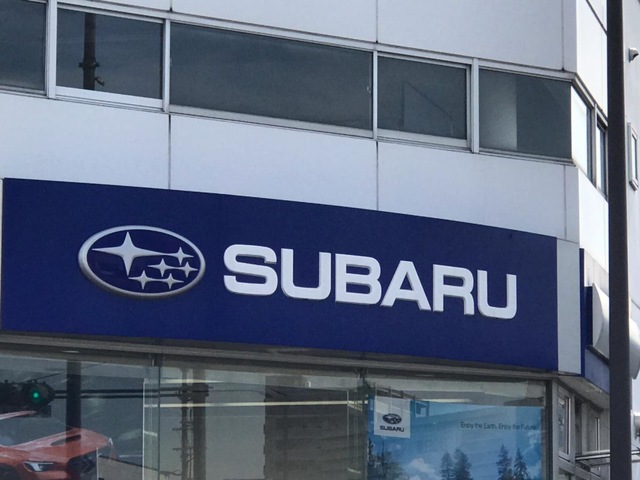 SUBARU
Enjoy the Earth. Enjoy the Future.
SUBARU